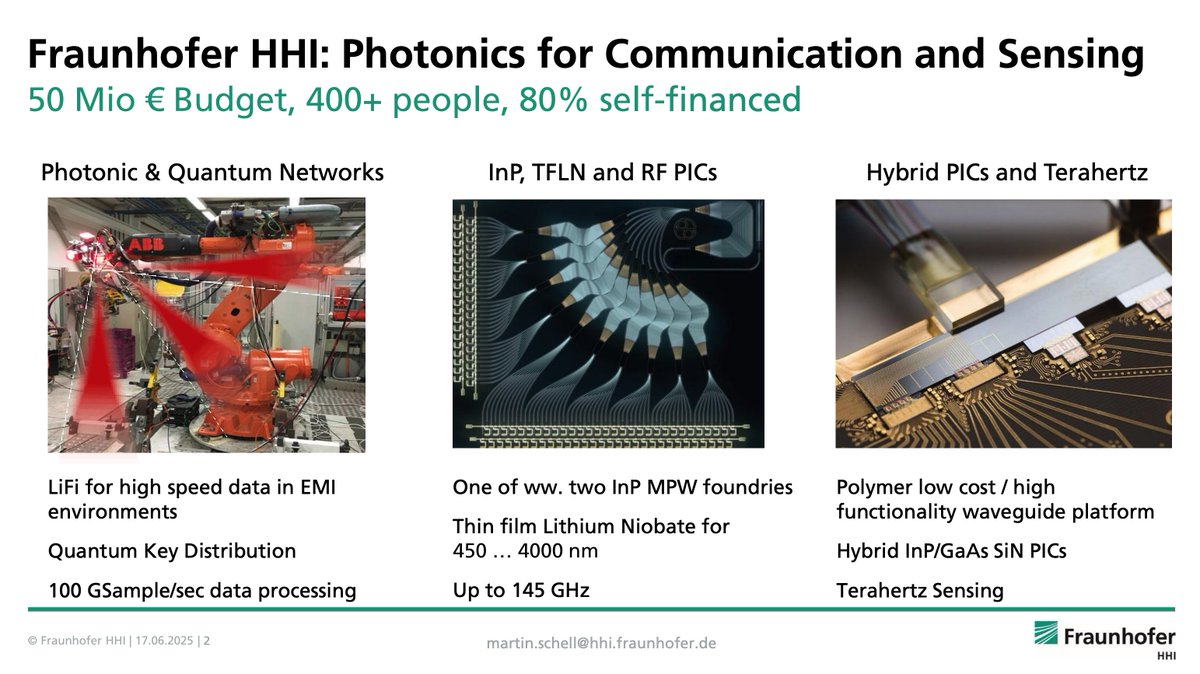 Fraunhofer HHI: Photonics for Communication and Sensing
50 Mio € Budget, 400+ people, 80% self-financed
Photonic & Quantum Networks
ABB
LiFi for high speed data in EMI
environments
Quantum Key Distribution
100 GSample/sec data processing
InP, TFLN and RF PICs
One of ww. two InP MPW foundries
Thin film Lithium Niobate for
450 … 4000 nm
Up to 145 GHz
Hybrid PICs and Terahertz
Polymer low cost / high
functionality waveguide platform
Hybrid InP/GaAs SiN PICs
Terahertz Sensing
© Fraunhofer HHI | 17.06.2025 | 2
martin.schell@hhi.fraunhofer.de
Fraunhofer
HHI